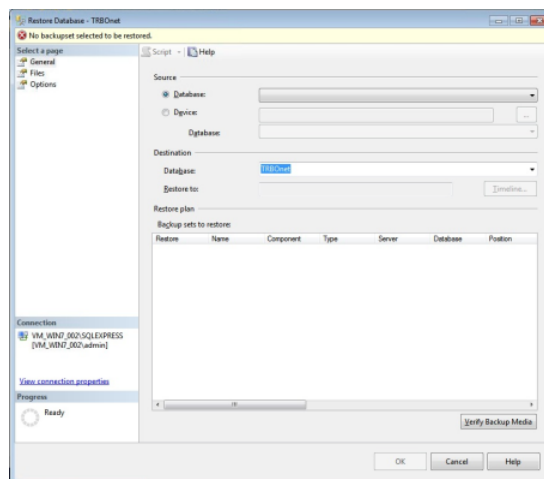 Restore Database - TRBOnet
No backupset selected to be restored.
Select a page
General
Files
Options
Script
Help
Source
Database:
Device:
...
Database:
Destination
Database:
TRBOnet
Restore to:
Timeline...
Restore plan
Backup sets to restore:
Restore Name Component Type Server Database Position
Connection
VM_WIN7_002\SQLEXPRESS
[VM_WIN7_002\admin]
View connection properties
Progress
Ready
Verify Backup Media
OK Cancel Help